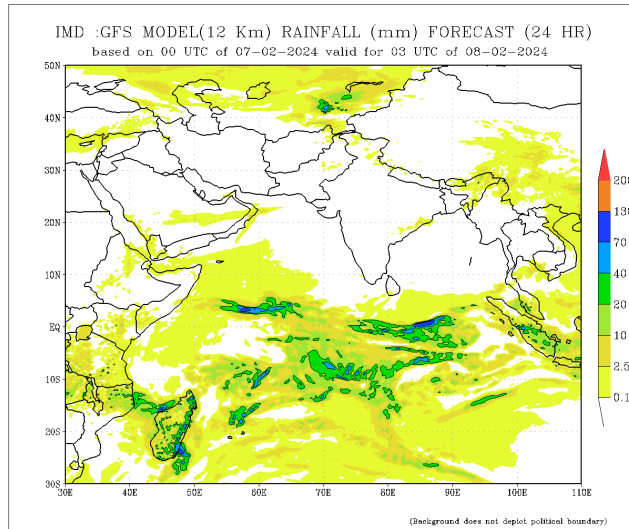 IMD :GFS MODEL(12 Km) RAINFALL (mm) FORECAST (24 HR)
based on 00 UTC of 07-02-2024 valid for 03 UTC of 08-02-2024
50N
40N
30N
20N
10N
EQ
10S
20S
30S
30E 40E 50E 60E 70E 80E 90E 100E 110E
200
130
70
40
20
10
2.5
0.1
(Background does not depict political boundary)